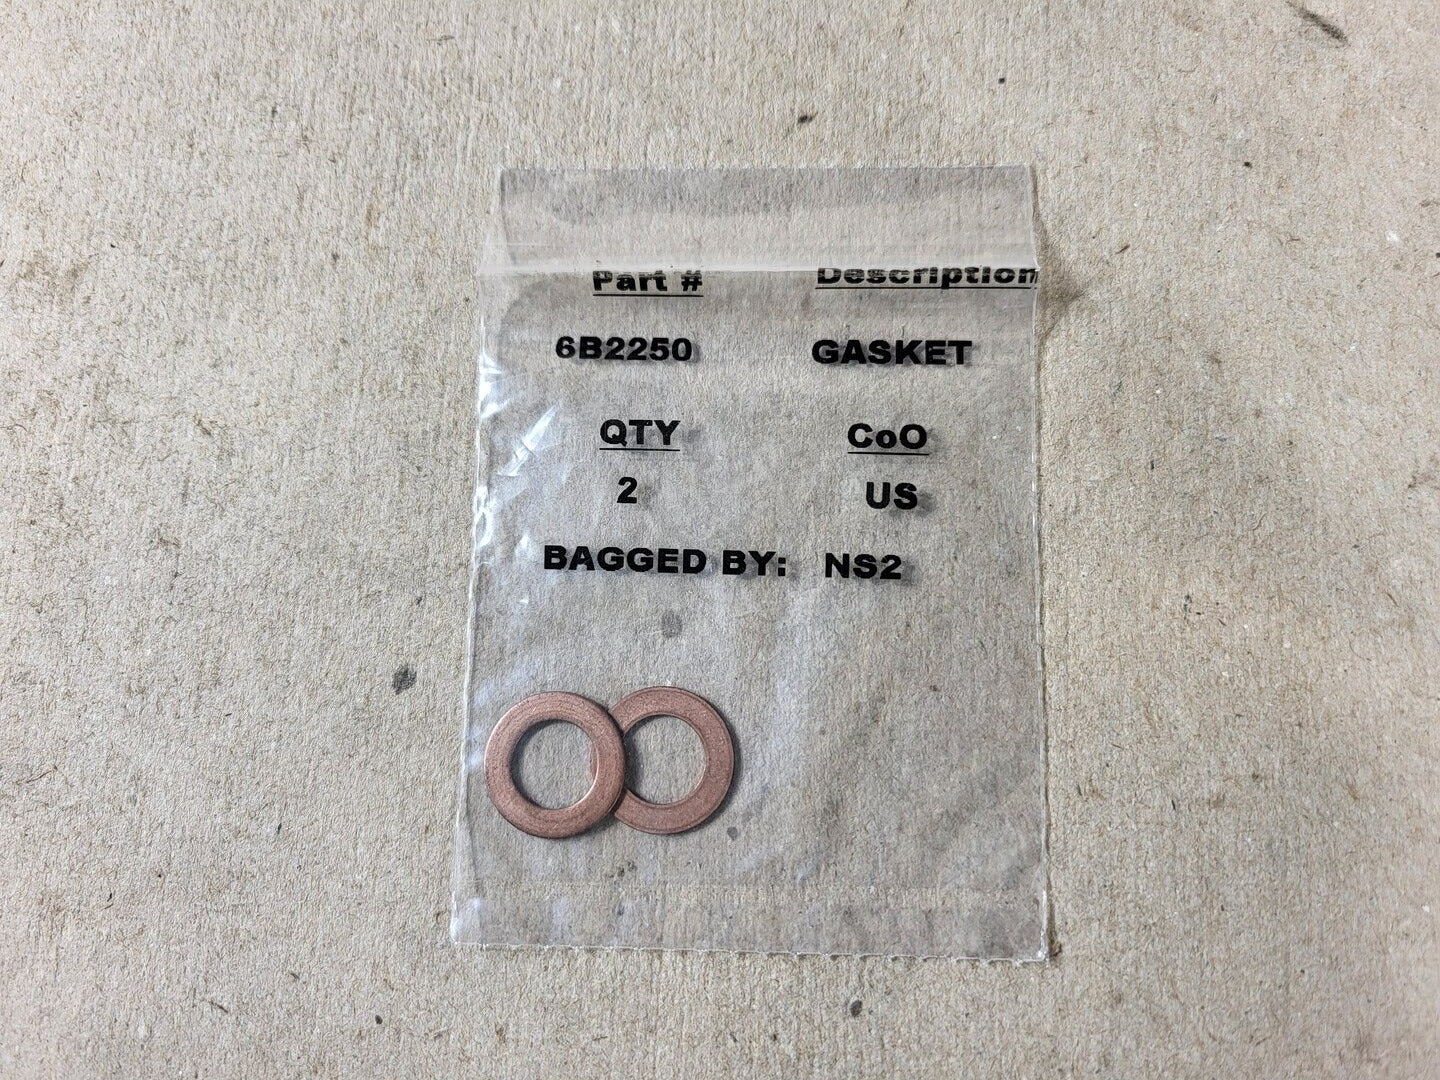 Part # Description
6B2250 GASKET
QTY CoO
2 US
BAGGED BY: NS2